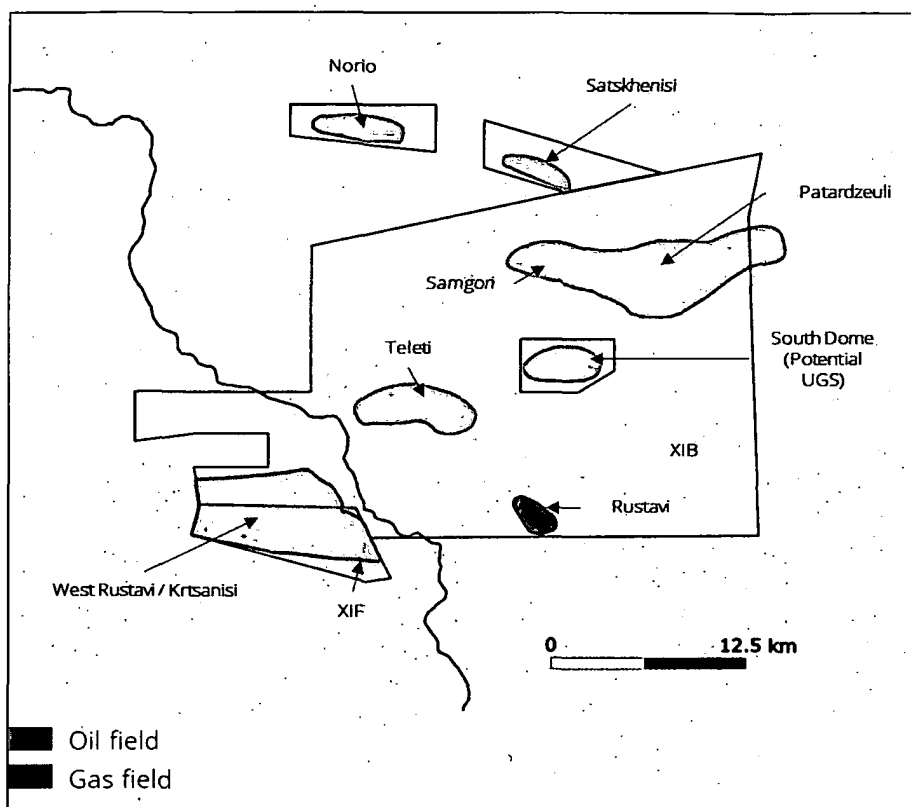 Norio
Satskhenisi
Patardzeuli
Samgori
South Dome
(Potential
UGS)
Teleti
XIB
Rustavi
West Rustavi / Krtsanisi
XIF
0 12.5 km
Oil field
Gas field